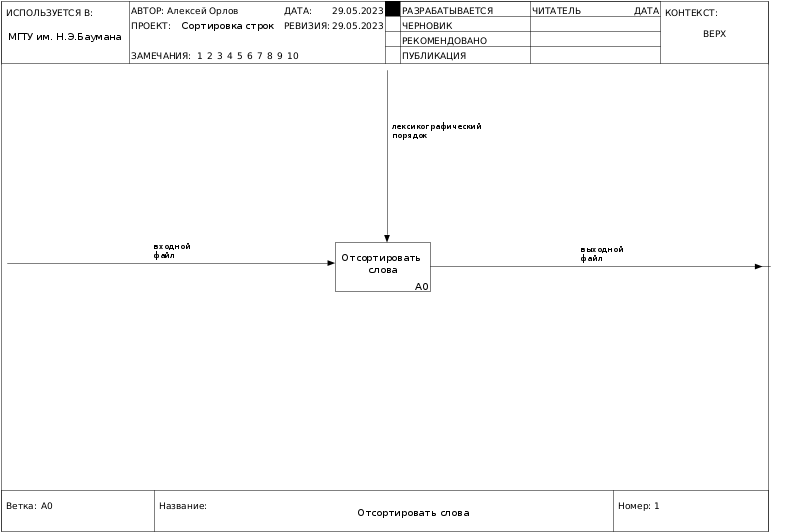 ИСПОЛЬЗУЕТСЯ В:
МГТУ им. Н.Э.Баумана
АВТОР: Алексей Орлов
ДАТА: 29.05.2023
ПРОЕКТ: Сортировка строк
РЕВИЗИЯ: 29.05.2023
ЗАМЕЧАНИЯ: 1 2 3 4 5 6 7 8 9 10
РАЗРАБАТЫВАЕТСЯ
ЧЕРНОВИК
РЕКОМЕНДОВАНО
ПУБЛИКАЦИЯ
ЧИТАТЕЛЬ ДАТА
КОНТЕКСТ:
ВЕРХ
лексикографический
порядок
входной
файл
Отсортировать
слова
A0
выходной
файл
Ветка: A0
Название:
Отсортировать слова
Номер: 1